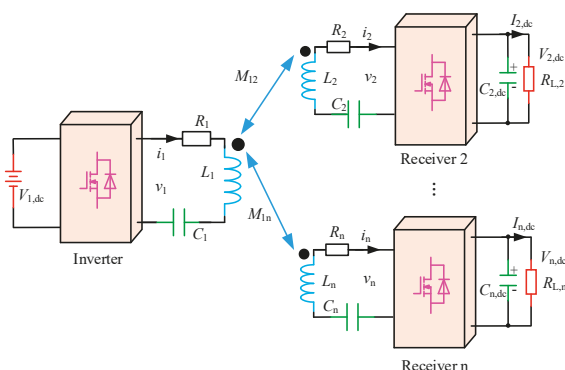 R1
i1
v1
L1
C1
V1,dc
Inverter
M12
M1n
R2
i2
L2
v2
C2
I2,dc
V2,dc
C2,dc
+
-
RL,2
Receiver 2
...
Rn
in
Ln
vn
Cn
In,dc
Vn,dc
Cn,dc
+
-
RL,n
Receiver n